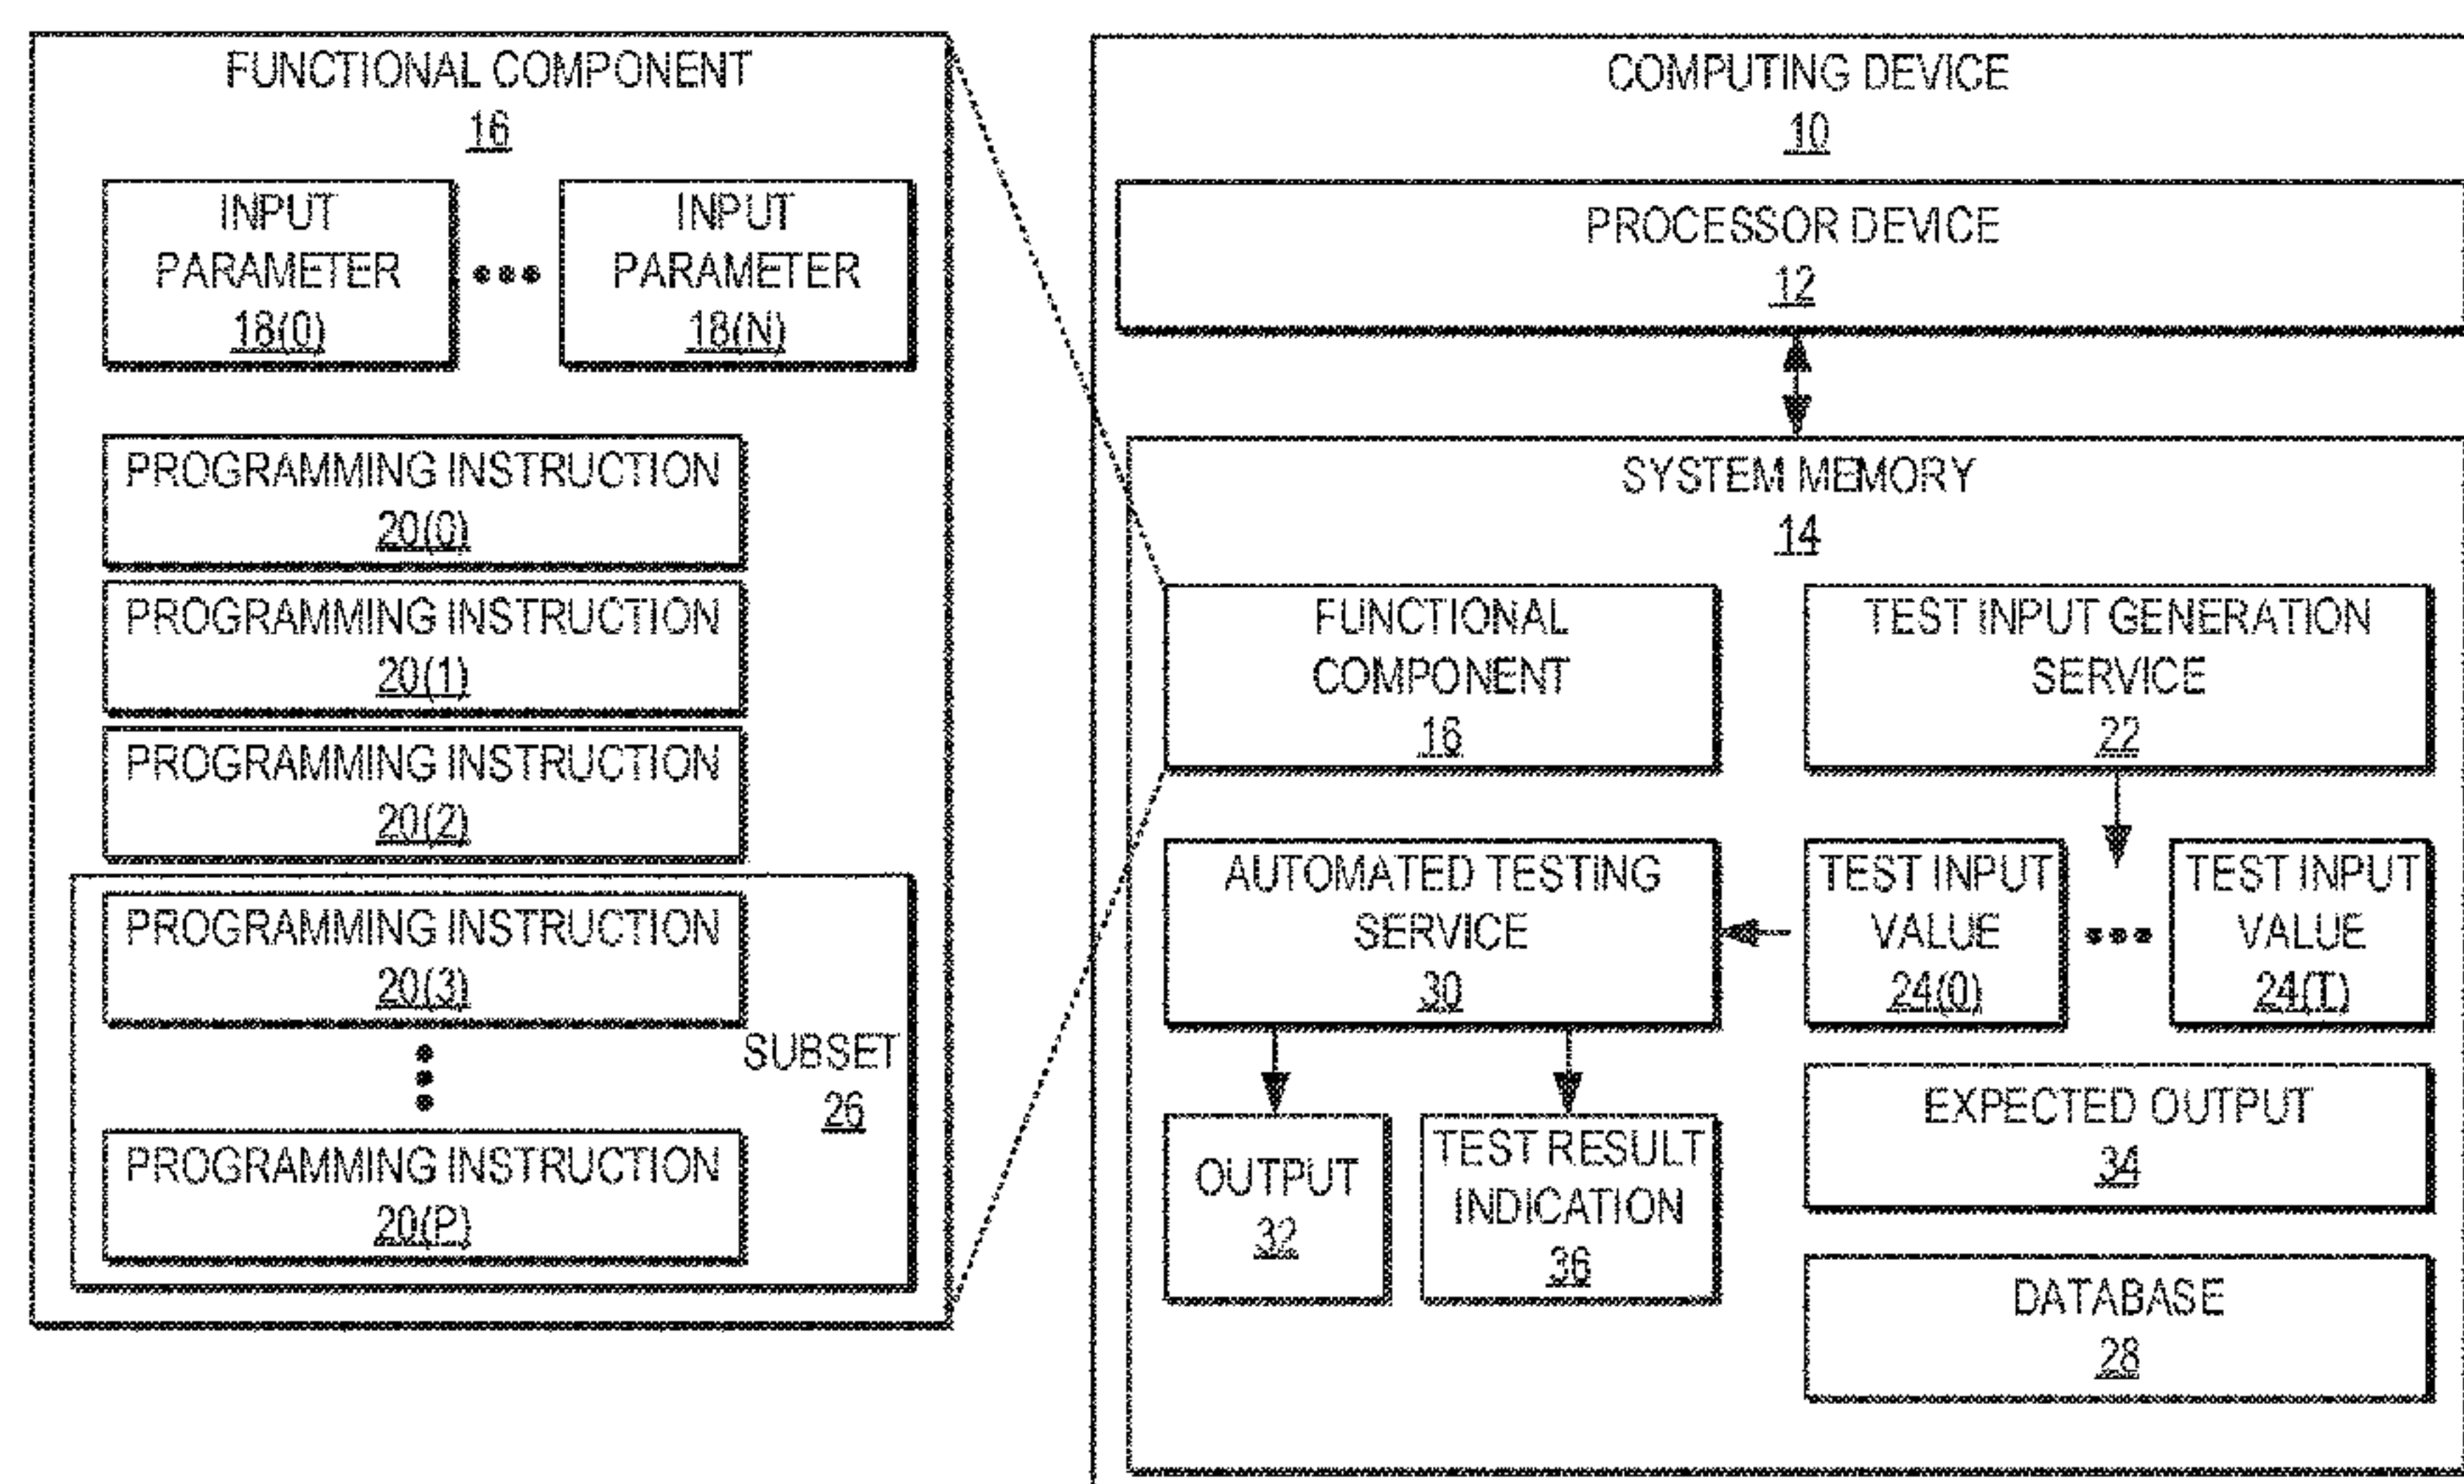 FUNCTIONAL COMPONENT
16
INPUT
PARAMETER
18(0)
INPUT
PARAMETER
18(N)
PROGRAMMING INSTRUCTION
20(0)
PROGRAMMING INSTRUCTION
20(1)
PROGRAMMING INSTRUCTION
20(2)
PROGRAMMING INSTRUCTION
20(3)
SUBSET
26
PROGRAMMING INSTRUCTION
20(P)
COMPUTING DEVICE
10
PROCESSOR DEVICE
12
SYSTEM MEMORY
14
FUNCTIONAL
COMPONENT
16
TEST INPUT GENERATION
SERVICE
22
AUTOMATED TESTING
SERVICE
30
TEST INPUT
VALUE
24(0)
TEST INPUT
VALUE
24(T)
OUTPUT
32
TEST RESULT
INDICATION
36
EXPECTED OUTPUT
34
DATABASE
28